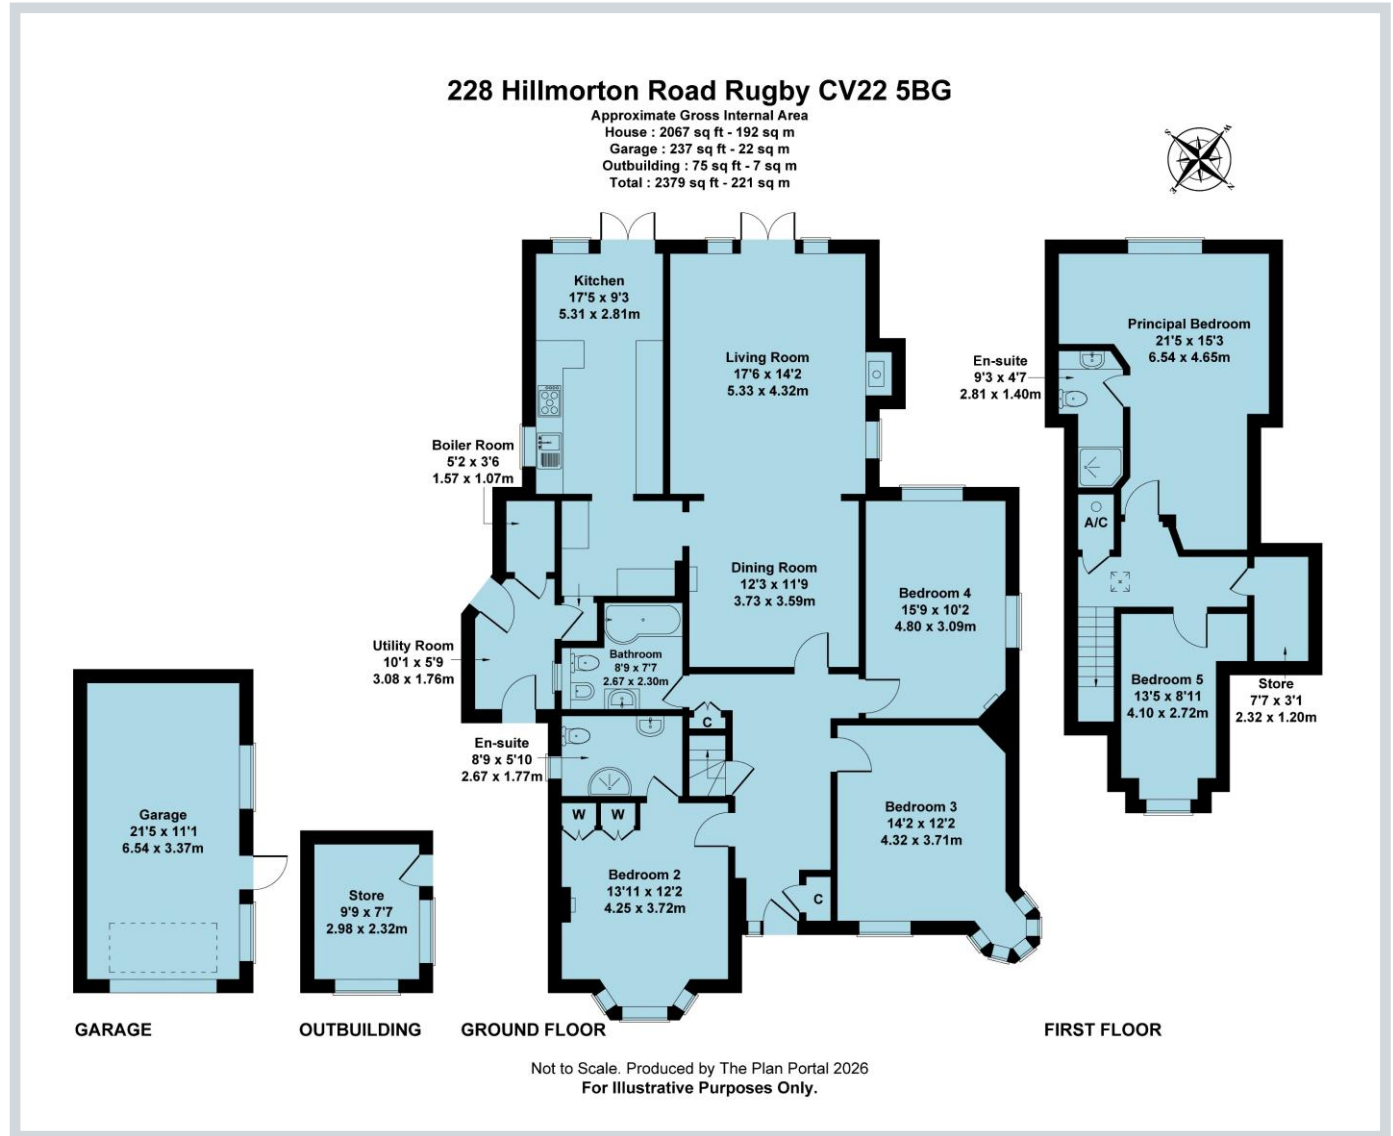 228 Hillmorton Road Rugby CV22 5BG
Approximate Gross Internal Area
House : 2067 sq ft - 192 sq m
Garage : 237 sq ft - 22 sq m
Outbuilding : 75 sq ft - 7 sq m
Total : 2379 sq ft - 221 sq m
S
W
E
N
Kitchen
17'5 x 9'3
5.31 x 2.81m
Living Room
17'6 x 14'2
5.33 x 4.32m
Principal Bedroom
21'5 x 15'3
6.54 x 4.65m
En-suite
9'3 x 4'7
2.81 x 1.40m
Boiler Room
5'2 x 3'6
1.57 x 1.07m
A/C
Dining Room
12'3 x 11'9
3.73 x 3.59m
Bedroom 4
15'9 x 10'2
4.80 x 3.09m
Utility Room
10'1 x 5'9
3.08 x 1.76m
Bathroom
8'9 x 7'7
2.67 x 2.30m
Bedroom 5
13'5 x 8'11
4.10 x 2.72m
Store
7'7 x 3'1
2.32 x 1.20m
C
En-suite
8'9 x 5'10
2.67 x 1.77m
Garage
21'5 x 11'1
6.54 x 3.37m
W
W
Bedroom 3
14'2 x 12'2
4.32 x 3.71m
Bedroom 2
13'11 x 12'2
4.25 x 3.72m
Store
9'9 x 7'7
2.98 x 2.32m
C
GARAGE
OUTBUILDING
GROUND FLOOR
FIRST FLOOR
Not to Scale. Produced by The Plan Portal 2026
For Illustrative Purposes Only.